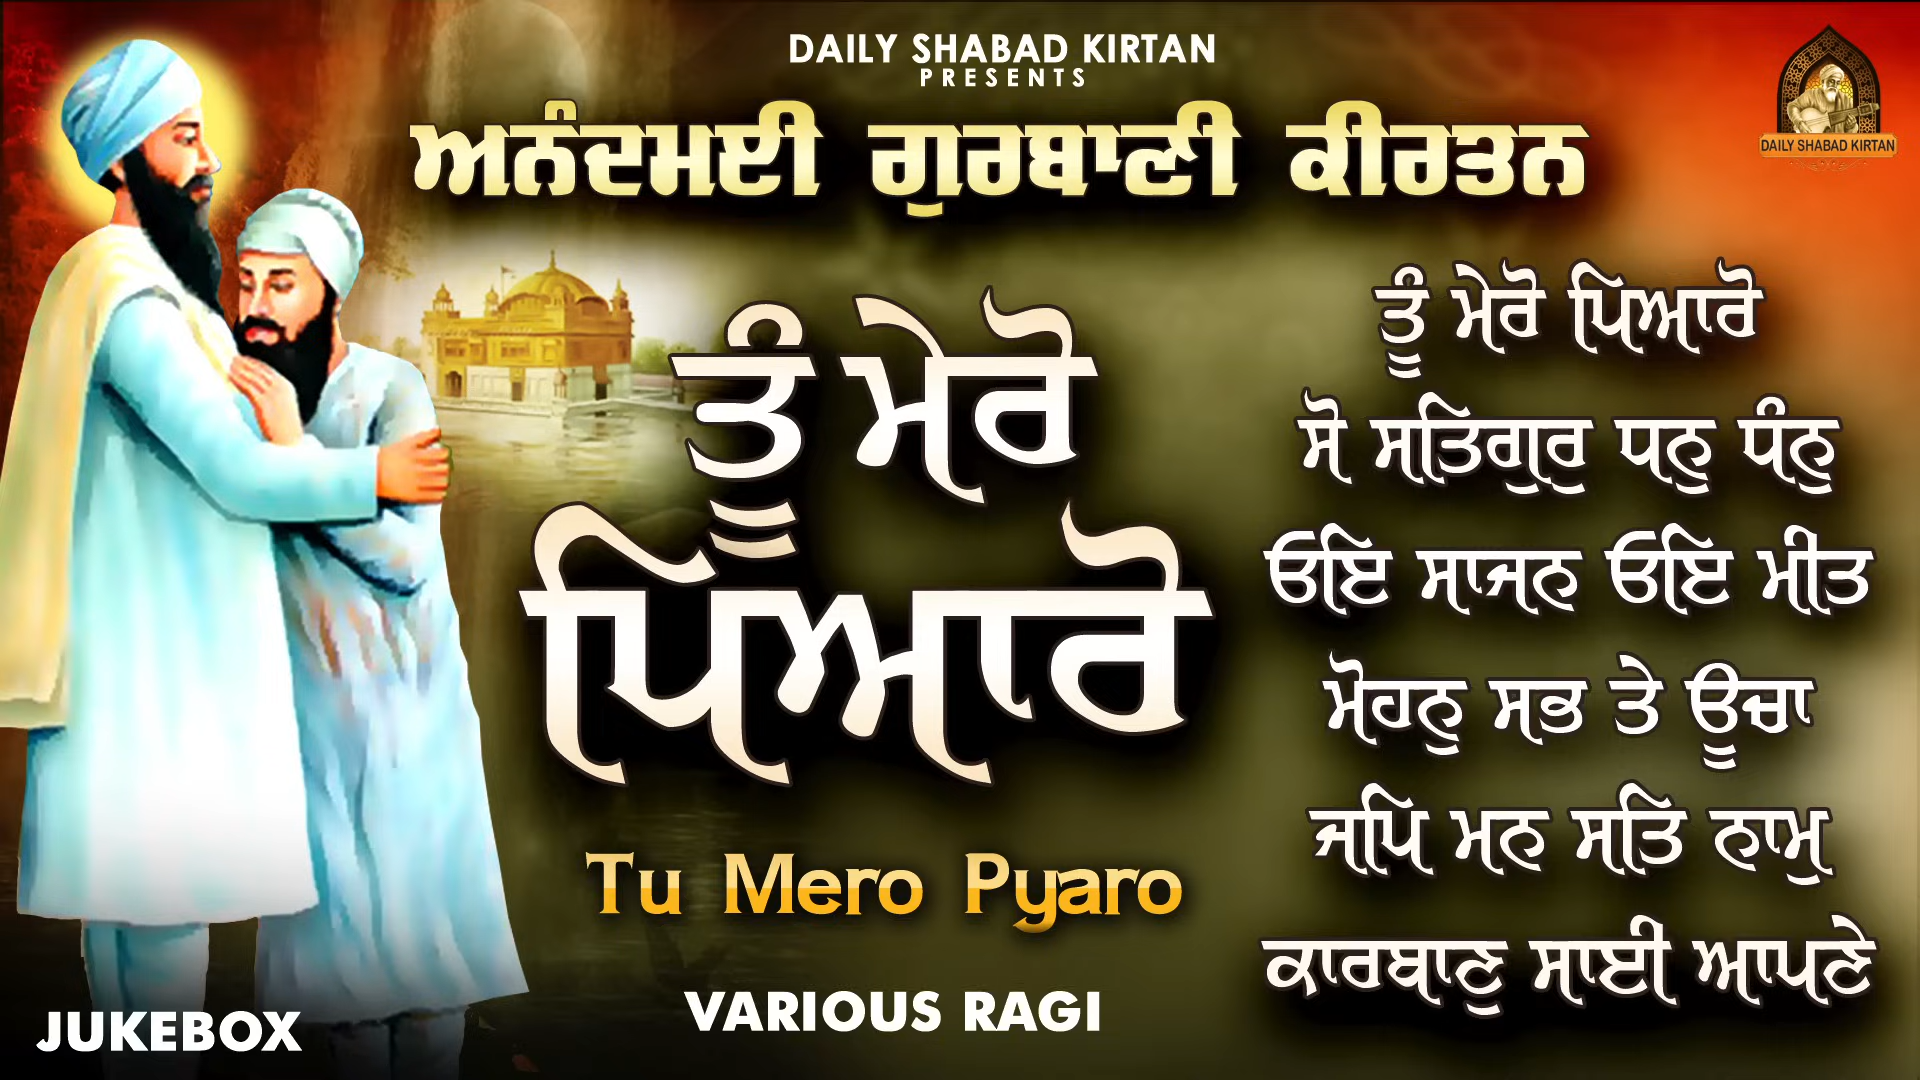 DAILY SHABAD KIRTAN
PRESENTS
ਅਨੰਦਮਈ ਗੁਰਬਾਣੀ ਕੀਰਤਨ
DAILY SHABAD KIRTAN
ਤੂੰ ਮੇਰੋ
ਪਿਆਰੋ
Tu Mero Pyaro
VARIOUS RAGI
JUKEBOX
ਤੂੰ ਮੇਰੋ ਪਿਆਰੋ
ਸੋ ਸਤਿਗੁਰੁ ਧਨੁ ਧੰਨੁ
ਓਇ ਸਾਜਨ ਓਇ ਮੀਤ
ਮੋਹਨੁ ਸਭ ਤੇ ਊਚਾ
ਜਪਿ ਮਨ ਸਤਿ ਨਾਮੁ
ਕਾਰਬਾਣੁ ਸਾਈ ਆਪਣੇ